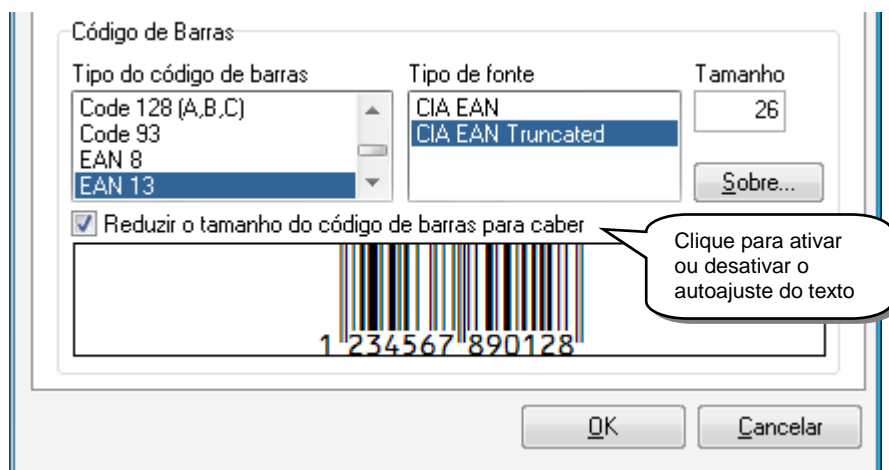 Código de Barras
Tipo do código de barras
Code 128 (A,B,C)
Code 93
EAN 8
EAN 13
Tipo de fonte
CIA EAN
CIA EAN Truncated
Tamanho
26
Sobre...
Reduzir o tamanho do código de barras para caber
Clique para ativar
ou desativar o
autoajuste do texto
1 234567 890128
OK
Cancelar